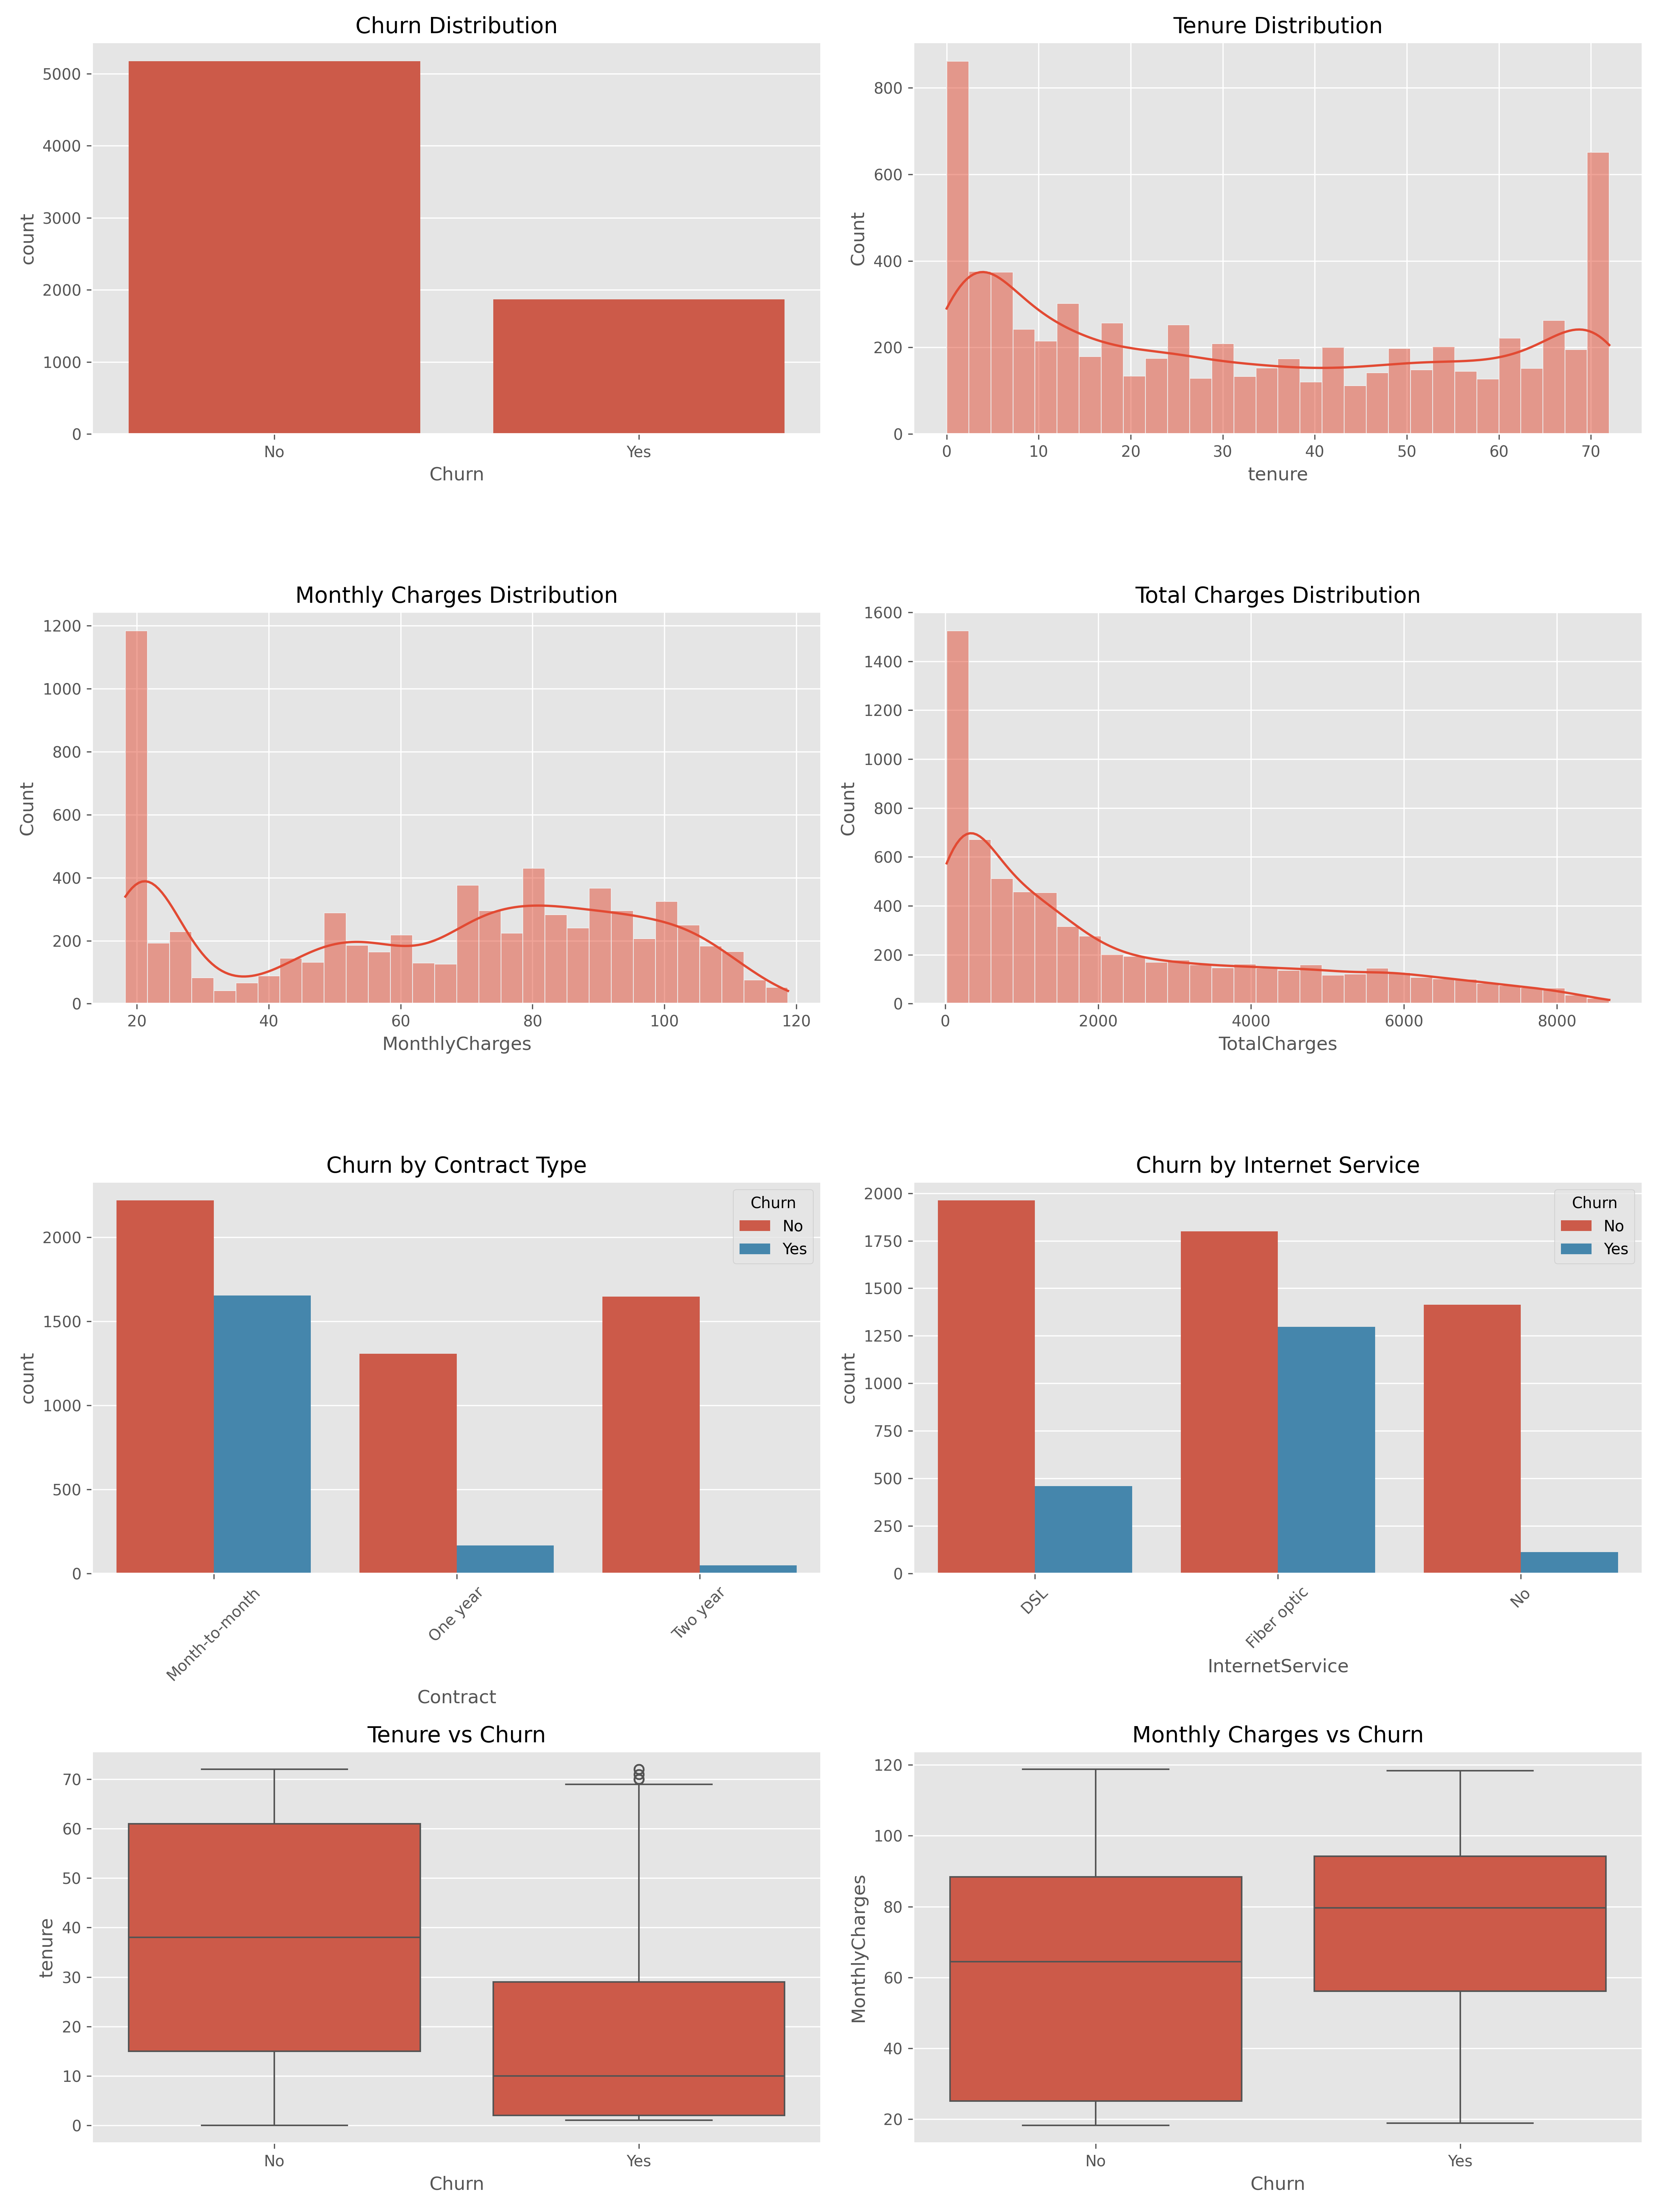 Churn Distribution
5000
4000
3000
2000
1000
0
count
No
Yes
Churn
Tenure Distribution
800
600
400
200
0
Count
0
10
20
30
40
50
60
70
tenure
Monthly Charges Distribution
1200
1000
800
600
400
200
0
Count
20
40
60
80
100
120
MonthlyCharges
Total Charges Distribution
1600
1400
1200
1000
800
600
400
200
0
Count
0
2000
4000
6000
8000
TotalCharges
Churn by Contract Type
2000
1500
1000
500
0
count
Churn
No
Yes
Month-to-month
One year
Two year
Contract
Churn by Internet Service
2000
1750
1500
1250
1000
750
500
250
0
count
Churn
No
Yes
DSL
Fiber optic
No
InternetService
Tenure vs Churn
70
60
50
40
30
20
10
0
tenure
No
Yes
Churn
Monthly Charges vs Churn
120
100
80
60
40
20
MonthlyCharges
No
Yes
Churn